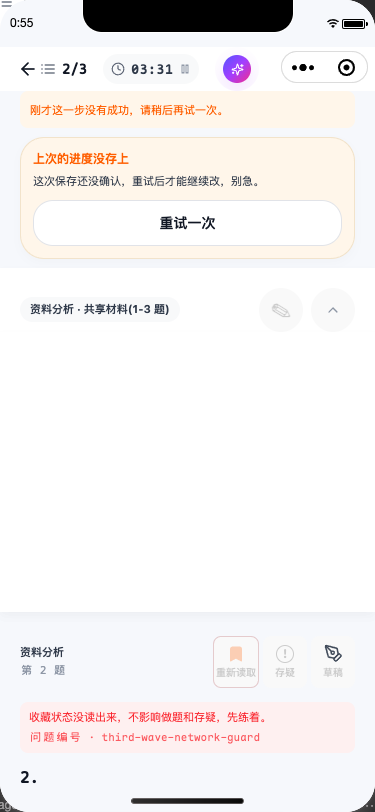 0:55
2/3
03:31
刚才这一步没有成功，请稍后再试一次。
上次的进度没存上
这次保存还没确认，重试后才能继续改，别急。
重试一次
资料分析 · 共享材料(1-3 题)
资料分析
第 2 题
重新读取
存疑
草稿
收藏状态没读出来，不影响做题和存疑，先练着。
问题编号 · third-wave-network-guard
2.